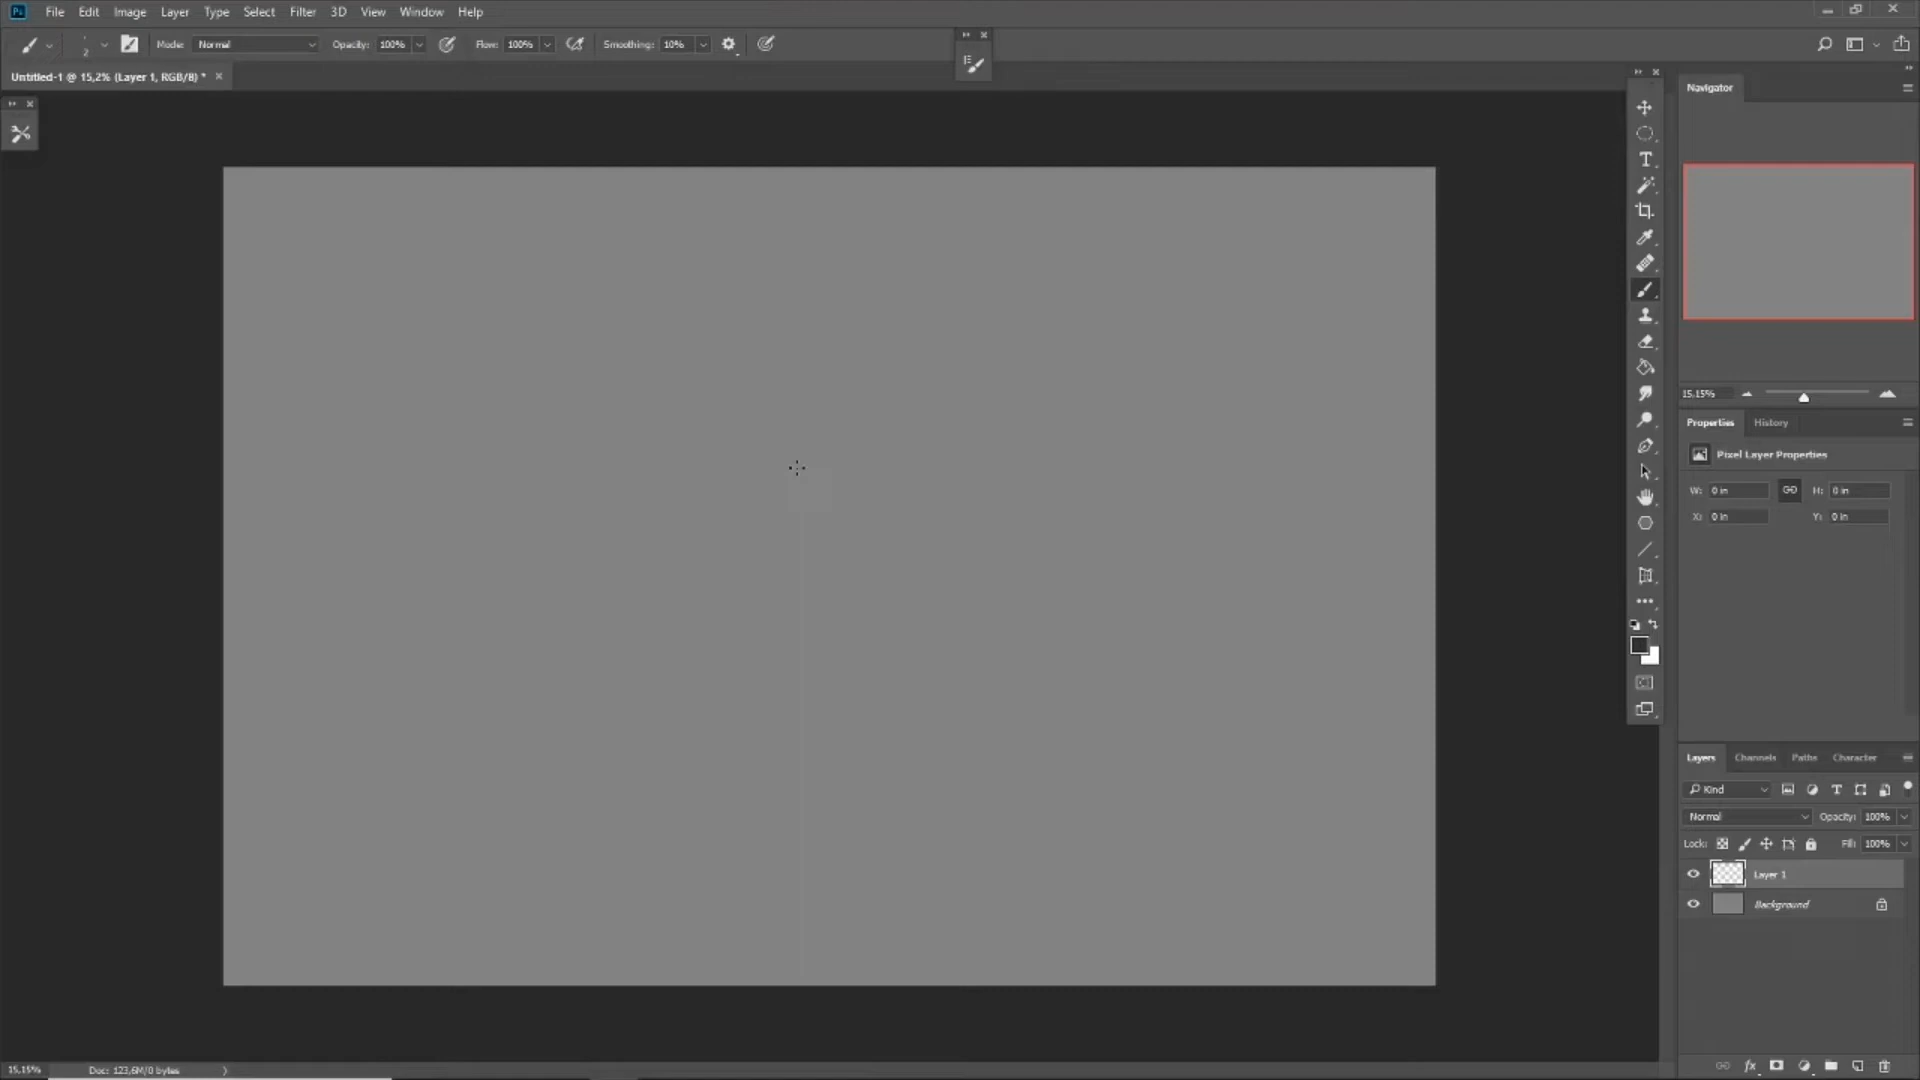 Ps File Edit Image Layer Type Select Filter 3D View Window Help
2 Mode: Normal Opacity: 100% Flow: 100% Smoothing: 10%
Untitled-1 @ 15,2% (Layer 1, RGB/8) *
Navigator
15,15%
Properties History
Pixel Layer Properties
W: 0 in H: 0 in
X: 0 in Y: 0 in
Layers Channels Paths Character
Kind
Normal Opacity: 100%
Lock: Fill: 100%
Layer 1
Background
15,15% Doc: 123,6M/0 bytes